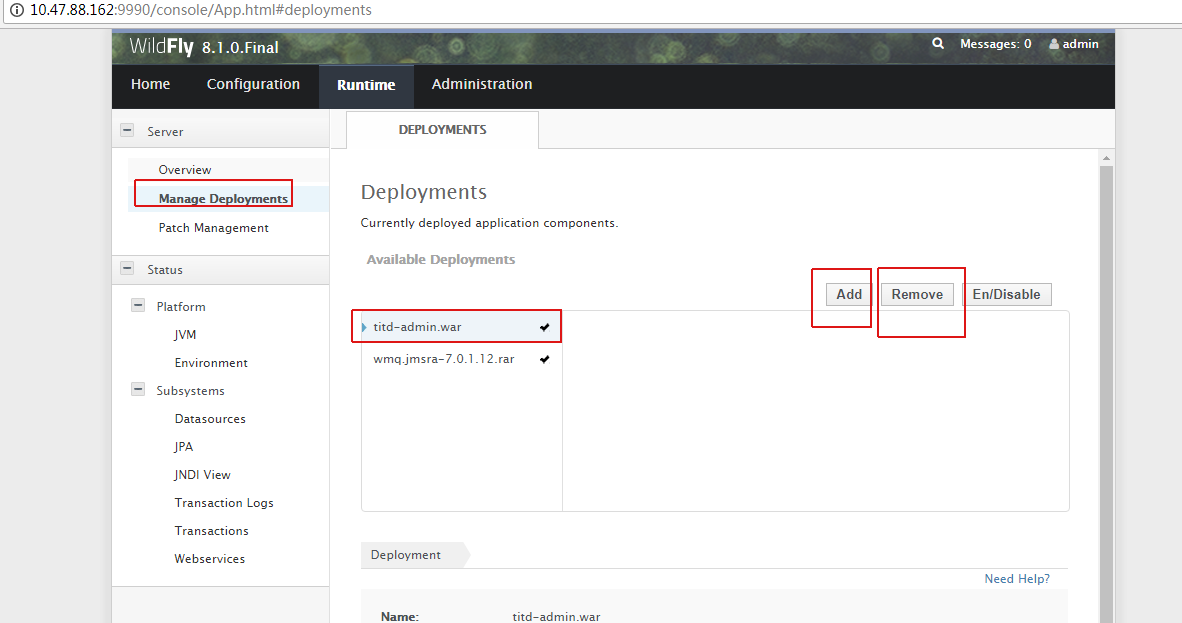 10.47.88.162:9990/console/App.html#deployments
WildFly 8.1.0.Final
Messages: 0 admin
Home Configuration Runtime Administration
Server
DEPLOYMENTS
Overview
Manage Deployments
Patch Management
Status
Platform
JVM
Environment
Subsystems
Datasources
JPA
JNDI View
Transaction Logs
Transactions
Webservices
Deployments
Currently deployed application components.
Available Deployments
Add Remove En/Disable
titd-admin.war
wmq.jmsra-7.0.1.12.rar
Deployment
Need Help?
Name: titd-admin.war